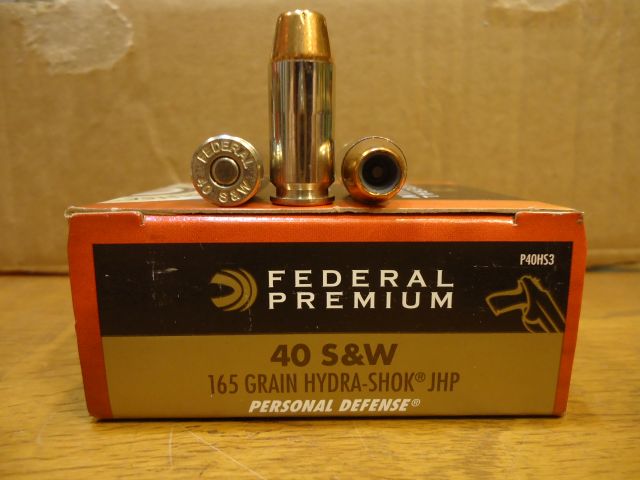 FEDERAL
40 S&W
P40HS3
FEDERAL
PREMIUM
40 S&W
165 GRAIN HYDRA-SHOK® JHP
PERSONAL DEFENSE®